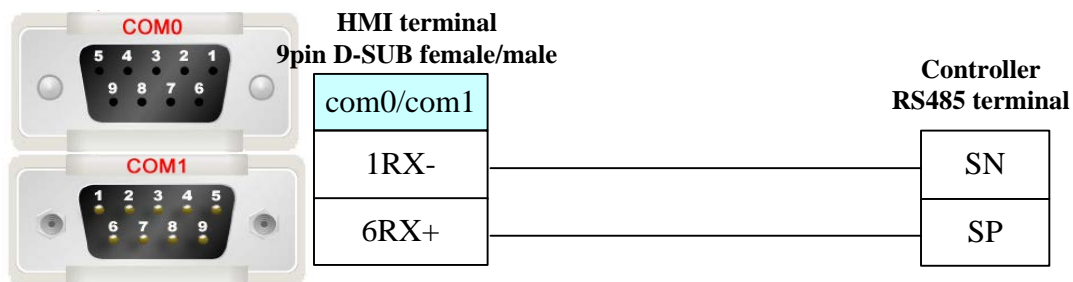 COM0
5 4 3 2 1
9 8 7 6
COM1
1 2 3 4 5
6 7 8 9
HMI terminal
9pin D-SUB female/male
com0/com1
1RX-
6RX+
Controller
RS485 terminal
SN
SP